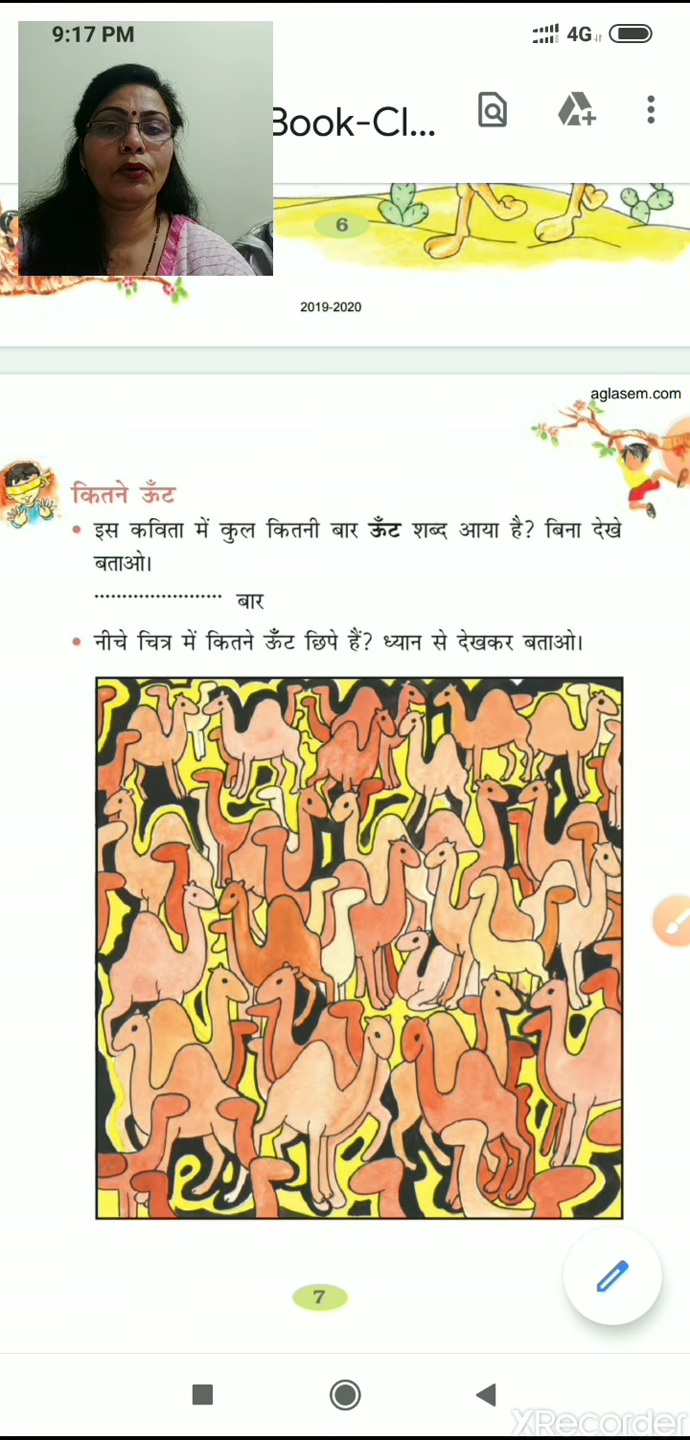 9:17 PM
4G
Book-Cl...
6
2019-2020
aglasem.com
कितने ऊँट
• इस कविता में कुल कितनी बार ऊँट शब्द आया है? बिना देखे
बताओ।
........................ बार
• नीचे चित्र में कितने ऊँट छिपे हैं? ध्यान से देखकर बताओ।
7
XRecorder